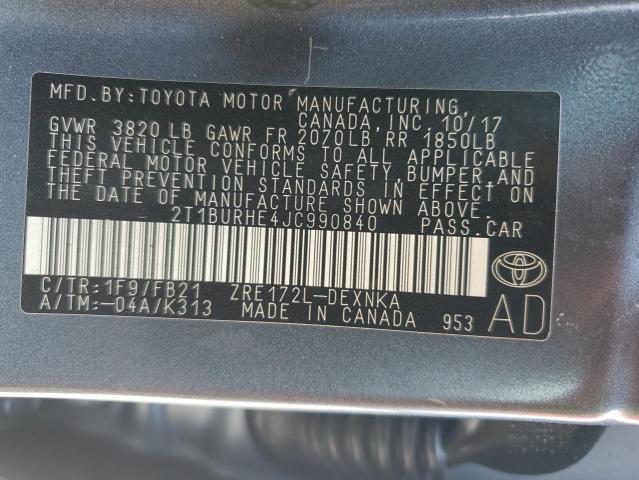 MFD. BY:TOYOTA MOTOR MANUFACTURING,
CANADA, INC. 10/17
GVWR 3820 LB GAWR FR 2070LB RR 1850LB
THIS VEHICLE CONFORMS TO ALL APPLICABLE
FEDERAL MOTOR VEHICLE SAFETY, BUMPER, AND
THEFT PREVENTION STANDARDS IN EFFECT ON
THE DATE OF MANUFACTURE SHOWN ABOVE.
2T1BURHE4JC990840 PASS. CAR
C/TR:1F9/FB21 ZRE172L-DEXNKA
A/TM:-04A/K313 MADE IN CANADA 953 AD